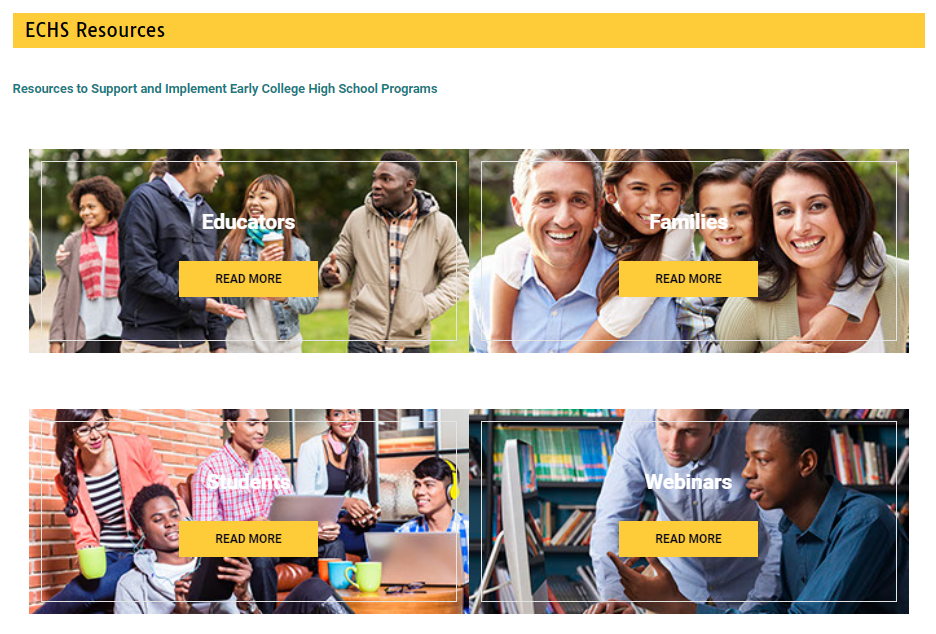 ECHS Resources
Resources to Support and Implement Early College High School Programs
Educators
READ MORE
Families
READ MORE
Students
READ MORE
Webinars
READ MORE